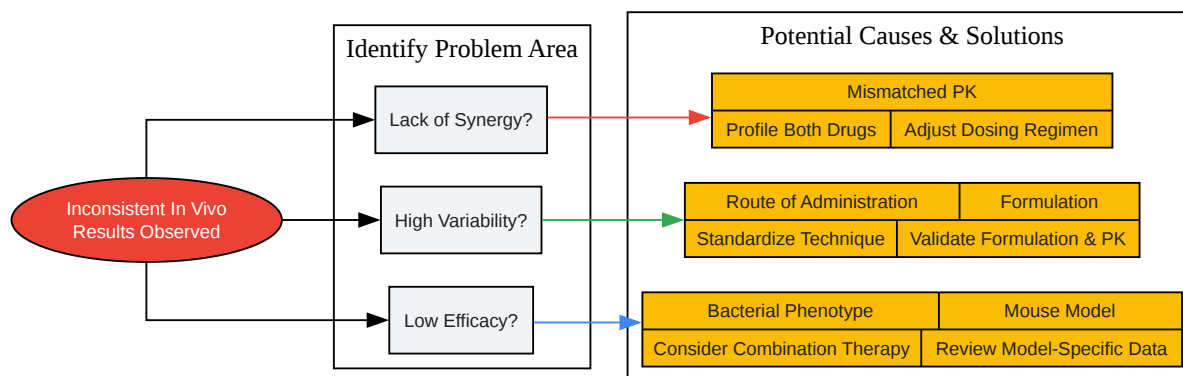 Identify Problem Area
Potential Causes & Solutions
Inconsistent In Vivo
Results Observed
Lack of Synergy?
Mismatched PK
Profile Both Drugs
Adjust Dosing Regimen
High Variability?
Route of Administration
Formulation
Standardize Technique
Validate Formulation & PK
Low Efficacy?
Bacterial Phenotype
Mouse Model
Consider Combination Therapy
Review Model-Specific Data